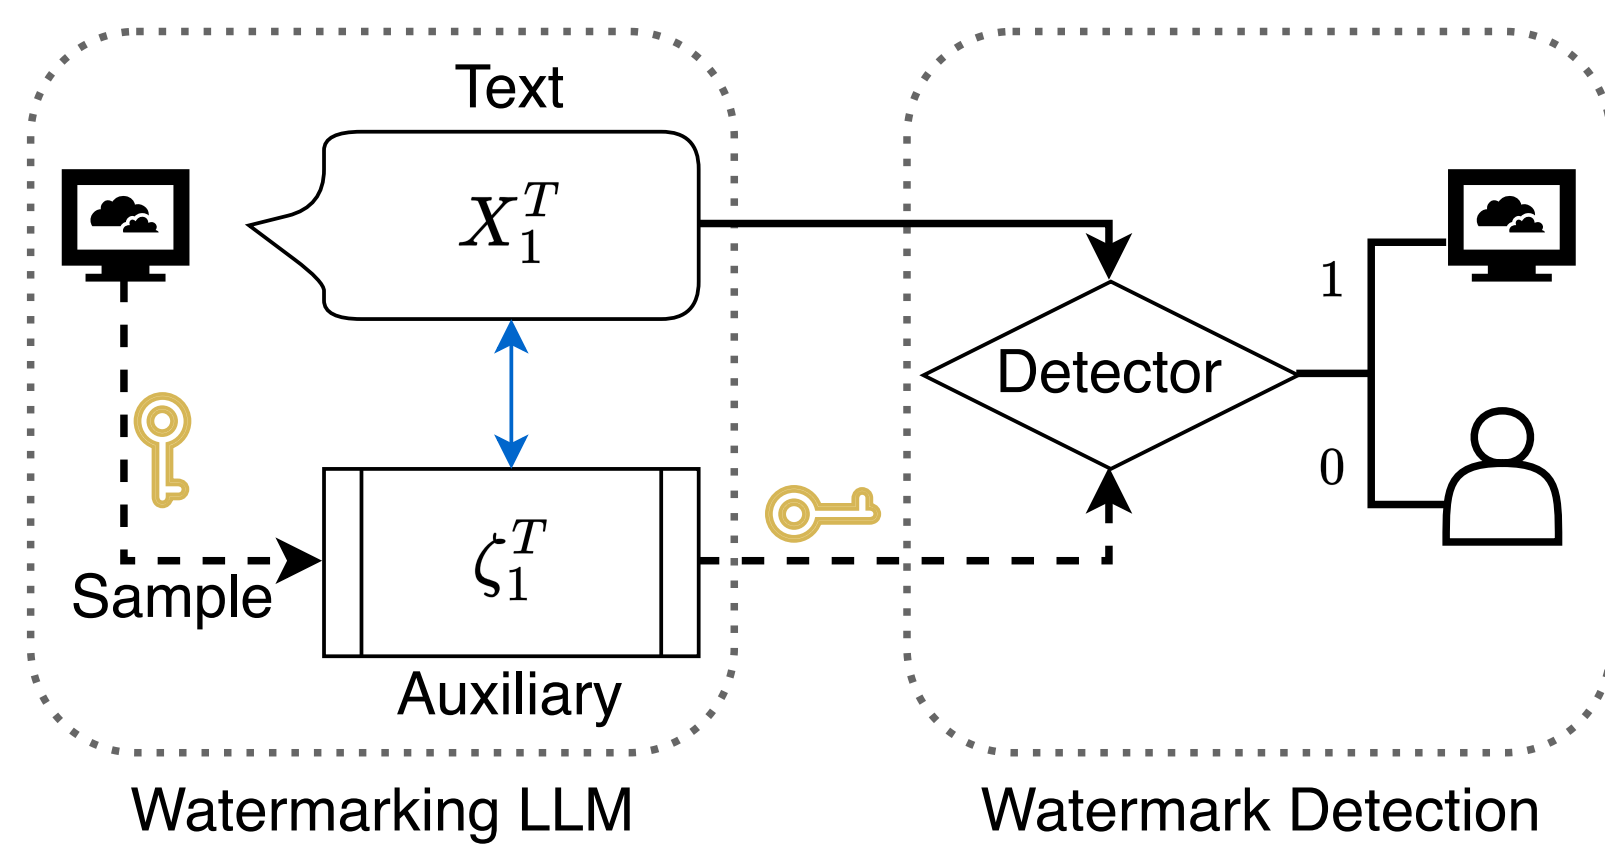 Text
X_1^T
1
Detector
0
ζ_1^T
Sample
Auxiliary
Watermarking LLM
Watermark Detection